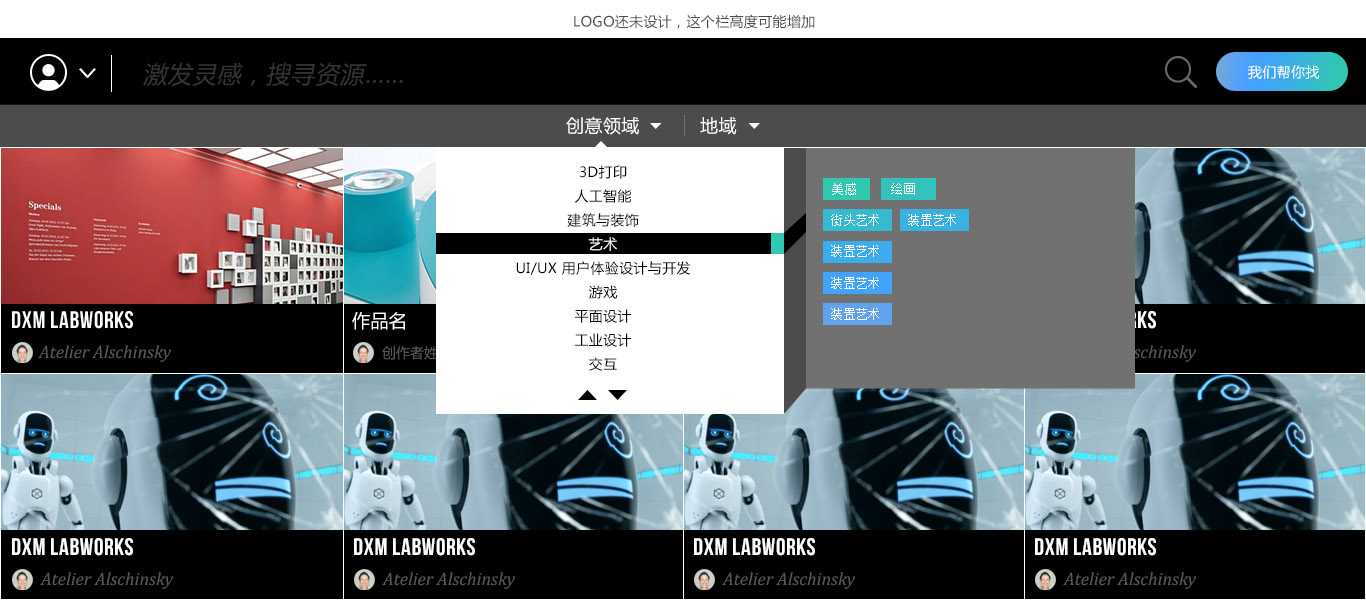 LOGO还未设计，这个栏高度可能增加
激发灵感，搜寻资源......
我们帮你找
创意领域
地域
3D打印
人工智能
建筑与装饰
艺术
UI/UX 用户体验设计与开发
游戏
平面设计
工业设计
交互
美感
绘画
街头艺术
装置艺术
装置艺术
装置艺术
装置艺术
Specials
DXM LABWORKS
Atelier Alschinsky
作品名
创作者姓
KS
schinsky
DXM LABWORKS
DXM LABWORKS
DXM LABWORKS
DXM LABWORKS
Atelier Alschinsky
Atelier Alschinsky
Atelier Alschinsky
Atelier Alschinsky